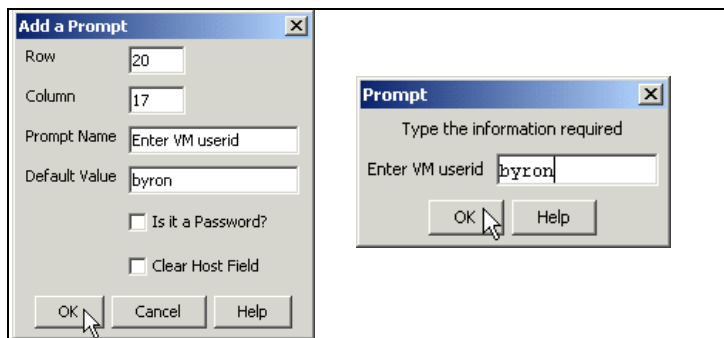 Add a Prompt
Row 20
Column 17
Prompt Name Enter VM userid
Default Value byron
Is it a Password?
Clear Host Field
OK Cancel Help
Prompt
Type the information required
Enter VM userid byron
OK Help